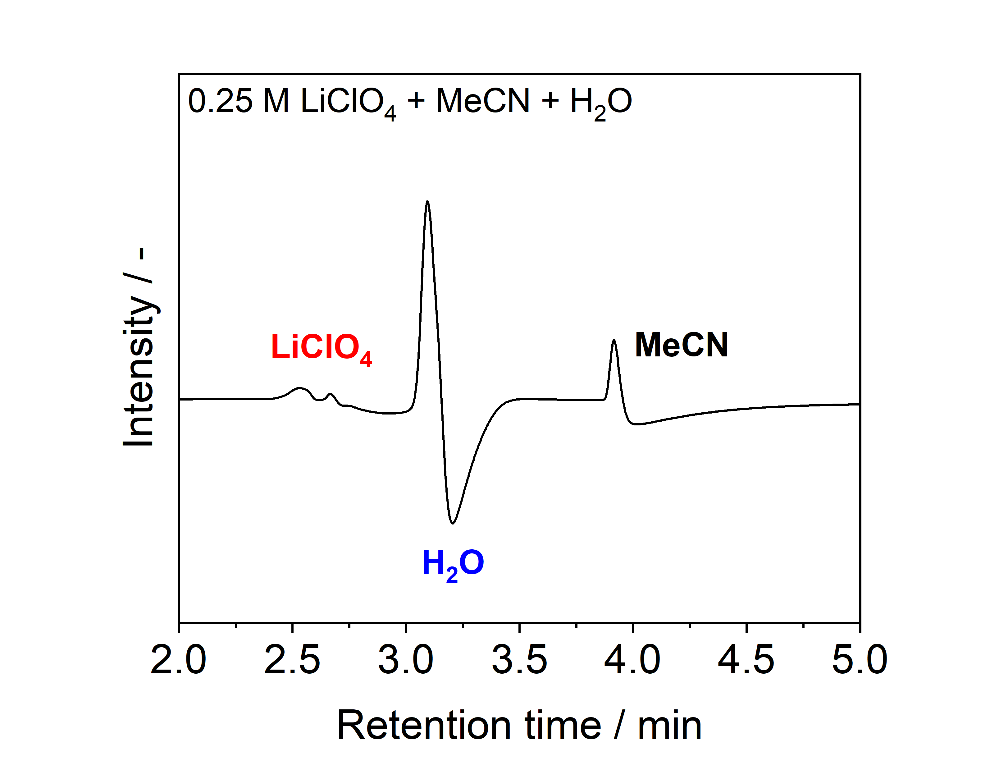 0.25 M LiClO₄ + MeCN + H₂O
Intensity / -
LiClO₄
MeCN
H₂O
2.0 2.5 3.0 3.5 4.0 4.5 5.0
Retention time / min